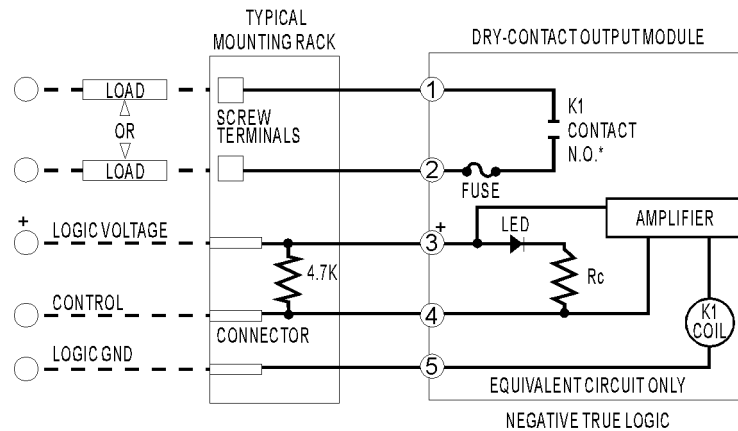 TYPICAL
MOUNTING RACK
DRY-CONTACT OUTPUT MODULE
LOAD
OR
LOAD
SCREW
TERMINALS
1
2
FUSE
K1
CONTACT
N.O.*
+
LOGIC VOLTAGE
3
+
LED
AMPLIFIER
4.7K
Rc
CONTROL
CONNECTOR
4
K1
COIL
LOGIC GND
5
EQUIVALENT CIRCUIT ONLY
NEGATIVE TRUE LOGIC